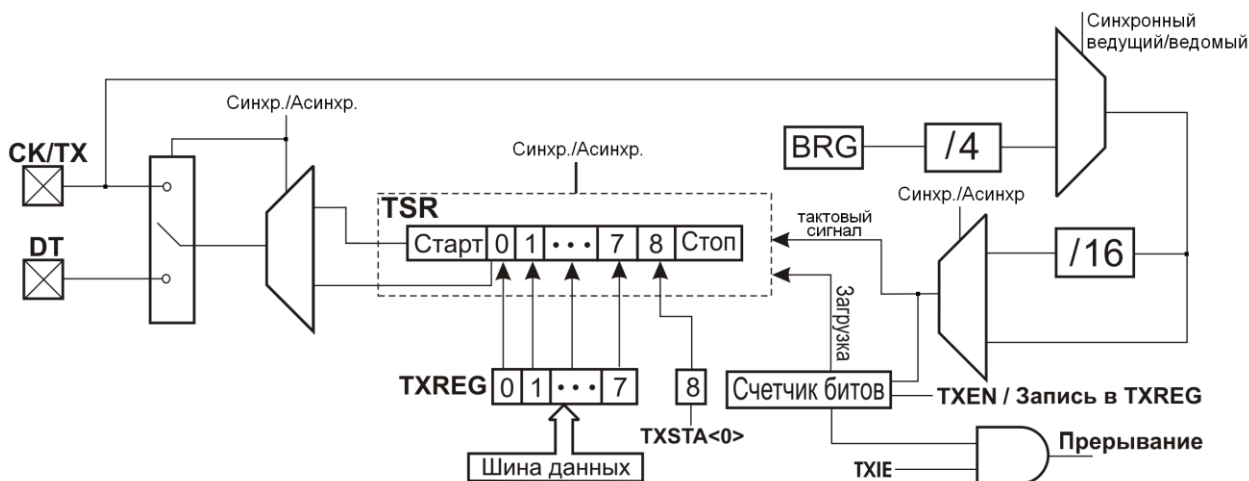 Синхронный
ведущий/ведомый
Синхр./Асинхр.
CK/TX
Синхр./Асинхр.
BRG
/4
Синхр./Асинхр
DT
TSR
Старт 0 1 ••• 7 8 Стоп
тактовый
сигнал
/16
Загрузка
TXREG 0 1 ••• 7
8
Счетчик битов
TXEN / Запись в TXREG
TXSTA<0>
Шина данных
TXIE
Прерывание